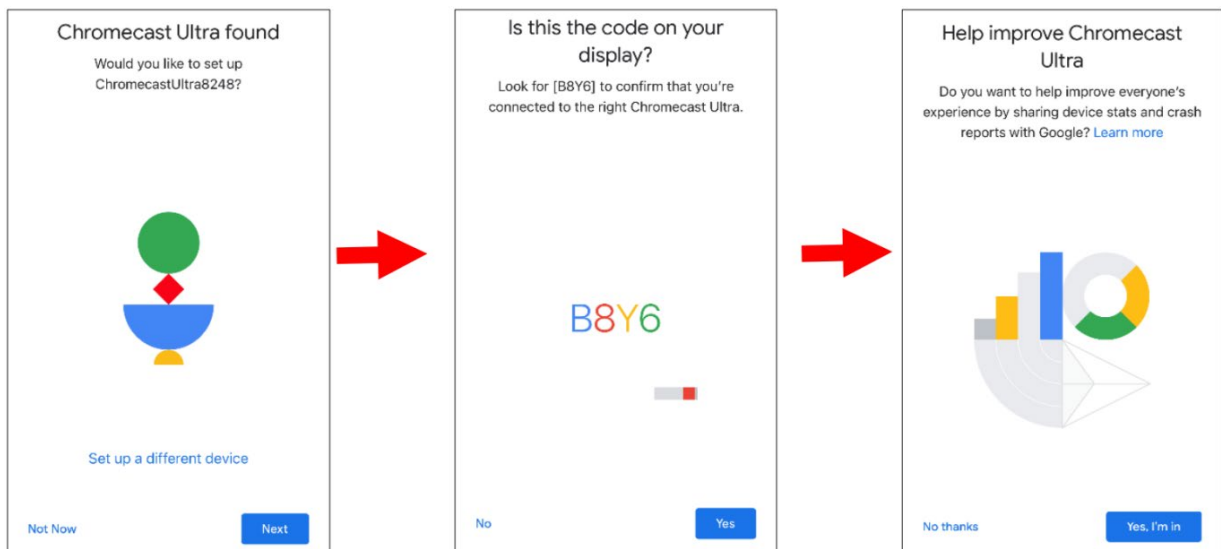 Chromecast Ultra found
Would you like to set up
ChromecastUltra8248?
Set up a different device
Not Now
Next
Is this the code on your
display?
Look for [B8Y6] to confirm that you're
connected to the right Chromecast Ultra.
B8Y6
No
Yes
Help improve Chromecast
Ultra
Do you want to help improve everyone's
experience by sharing device stats and crash
reports with Google? Learn more
No thanks
Yes, I'm in